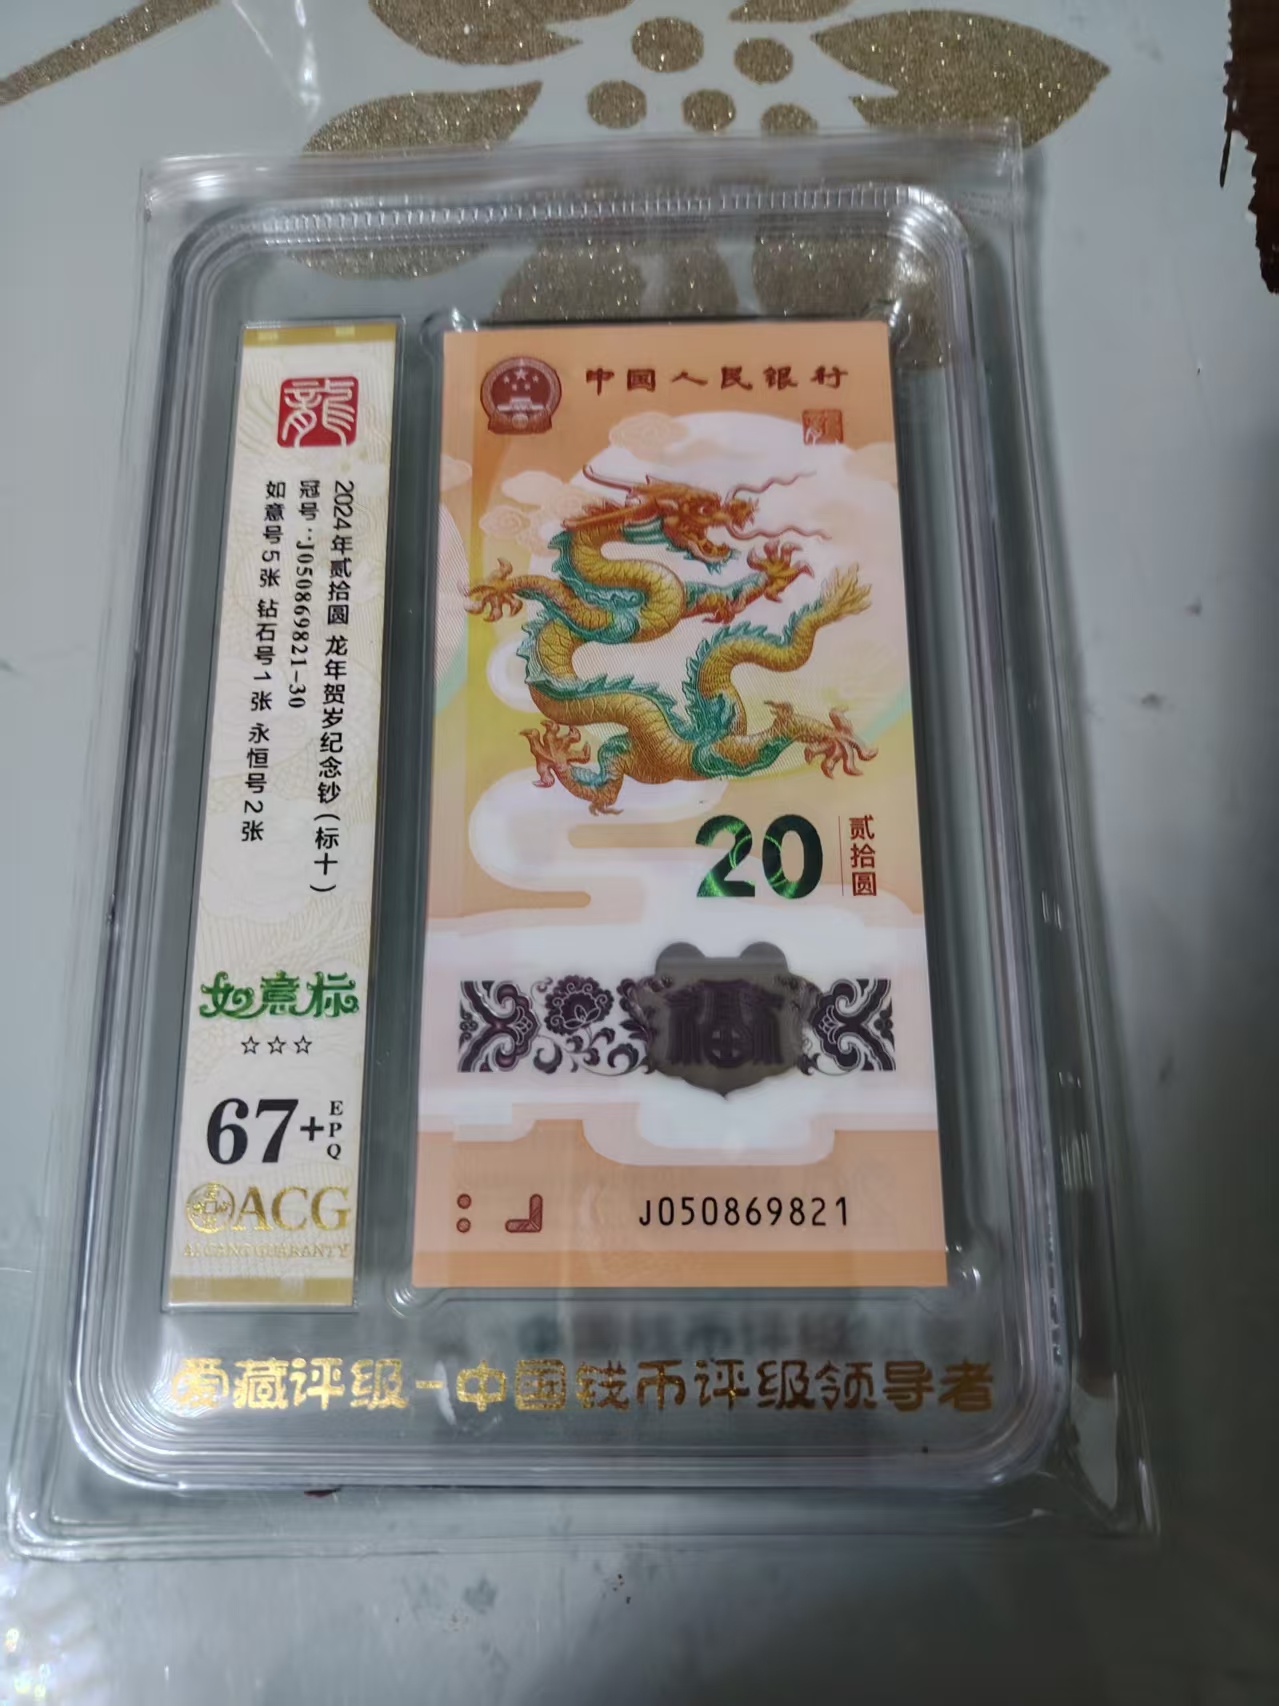 龍
2024年贰拾圆 龙年贺岁纪念钞(标十)
冠号:J050869821-30
如意号5张 钻石号1张 永恒号2张
如意标
☆☆☆
67+EPQ
ACG
中国人民银行
龍
20
贰拾圆
福
J050869821
爱藏评级-中国钱币评级领导者